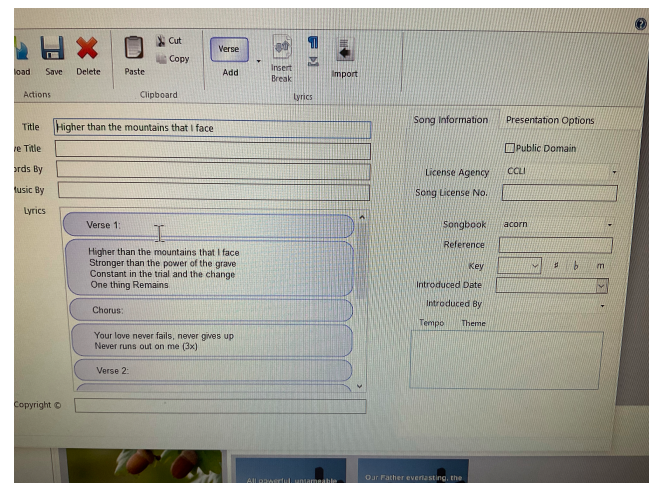 oad
Save
Delete
Paste
Cut
Copy
Verse
Add
Insert
Break
Import
Actions
Clipboard
Lyrics
Title Higher than the mountains that I face
ve Title
ords By
Music By
Lyrics
Verse 1:
Higher than the mountains that I face
Stronger than the power of the grave
Constant in the trial and the change
One thing Remains
Chorus:
Your love never fails, never gives up
Never runs out on me (3x)
Verse 2:
Copyright ©
Song Information
Presentation Options
Public Domain
License Agency CCLI
Song License No.
Songbook acorn
Reference
Key # b m
Introduced Date
Introduced By
Tempo Theme
All powerful, untameable
Our Father everlasting, the